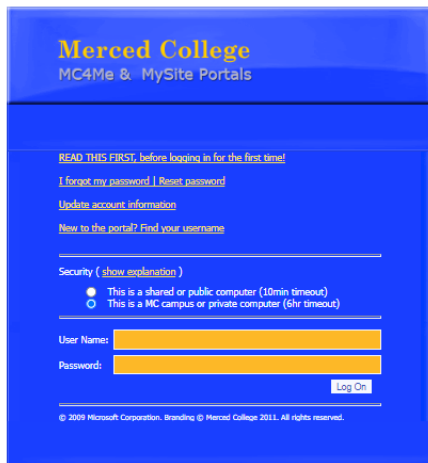 Merced College
MC4Me & MySite Portals
READ THIS FIRST, before logging in for the first time!
I forgot my password | Reset password
Update account information
New to the portal? Find your username
Security ( show explanation )
This is a shared or public computer (10min timeout)
This is a MC campus or private computer (6hr timeout)
User Name:
Password:
Log On
© 2009 Microsoft Corporation. Branding © Merced College 2011. All rights reserved.